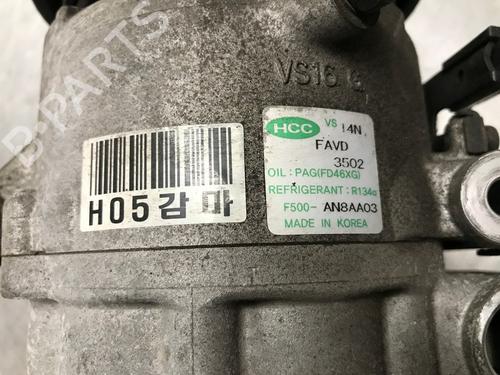 B-PARTS
VS16 G
HCC VS 14N
FAVD
3502
OIL: PAG(FD46XG)
REFRIGERANT: R134a
F500- AN8AA03
MADE IN KOREA
H05감마